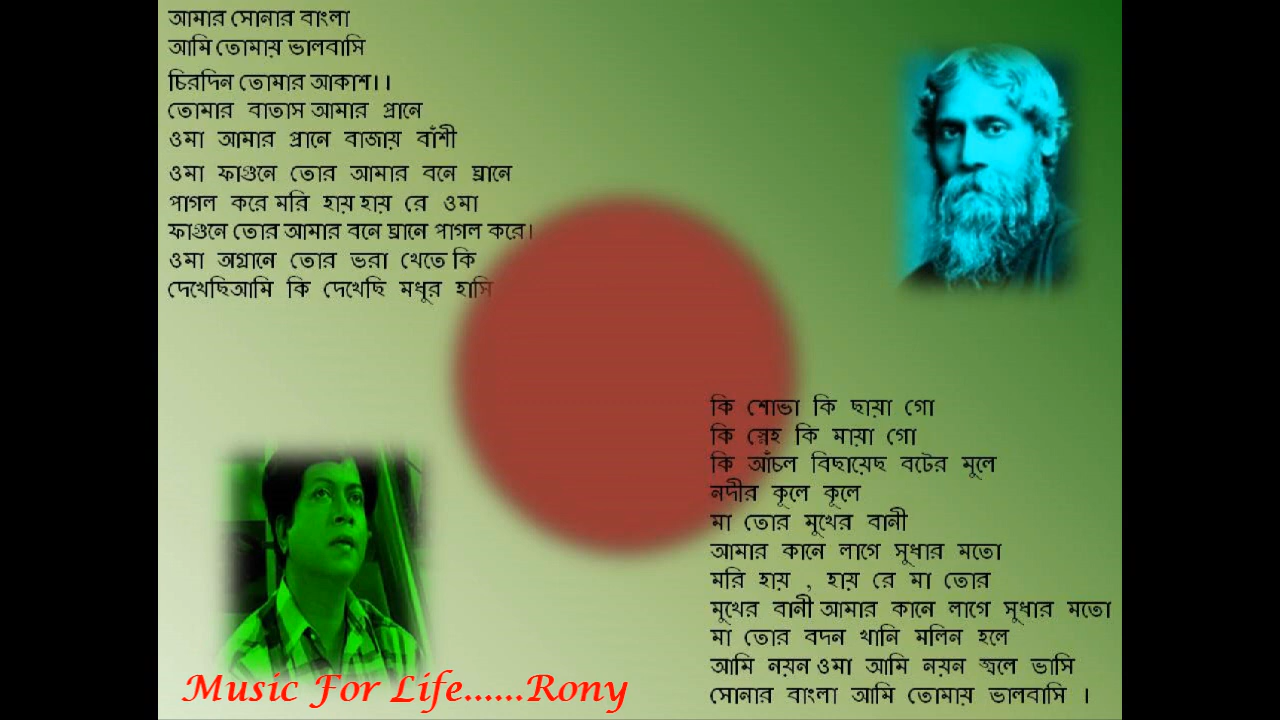 আমার সোনার বাংলা
আমি তোমায় ভালবাসি
চিরদিন তোমার আকাশ।।
তোমার বাতাস আমার প্রানে
ওমা আমার প্রানে বাজায় বাঁশী
ওমা ফাগুনে তোর আমার বনে ঘ্রানে
পাগল করে মরি হায় হায় রে ওমা
ফাগুনে তোর আমার বনে ঘ্রানে পাগল করে।
ওমা অগ্রানে তোর ভরা খেতে কি
দেখেছিআমি কি দেখেছি মধুর হাসি
কি শোভা কি ছায়া গো
কি স্নেহ কি মায়া গো
কি আঁচল বিছায়েছ বটের মুলে
নদীর কূলে কূলে
মা তোর মুখের বানী
আমার কানে লাগে সুধার মতো
মরি হায় , হায় রে মা তোর
মুখের বানী আমার কানে লাগে সুধার মতো
মা তোর বদন খানি মলিন হলে
আমি নয়ন ওমা আমি নয়ন জ্বলে ভাসি
সোনার বাংলা আমি তোমায় ভালবাসি ।
Music For Life......Rony